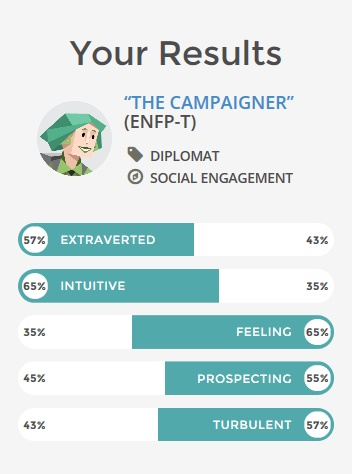 Your Results
“THE CAMPAIGNER”
(ENFP-T)
DIPLOMAT
SOCIAL ENGAGEMENT
57% EXTRAVERTED 43%
65% INTUITIVE 35%
35% FEELING 65%
45% PROSPECTING 55%
43% TURBULENT 57%